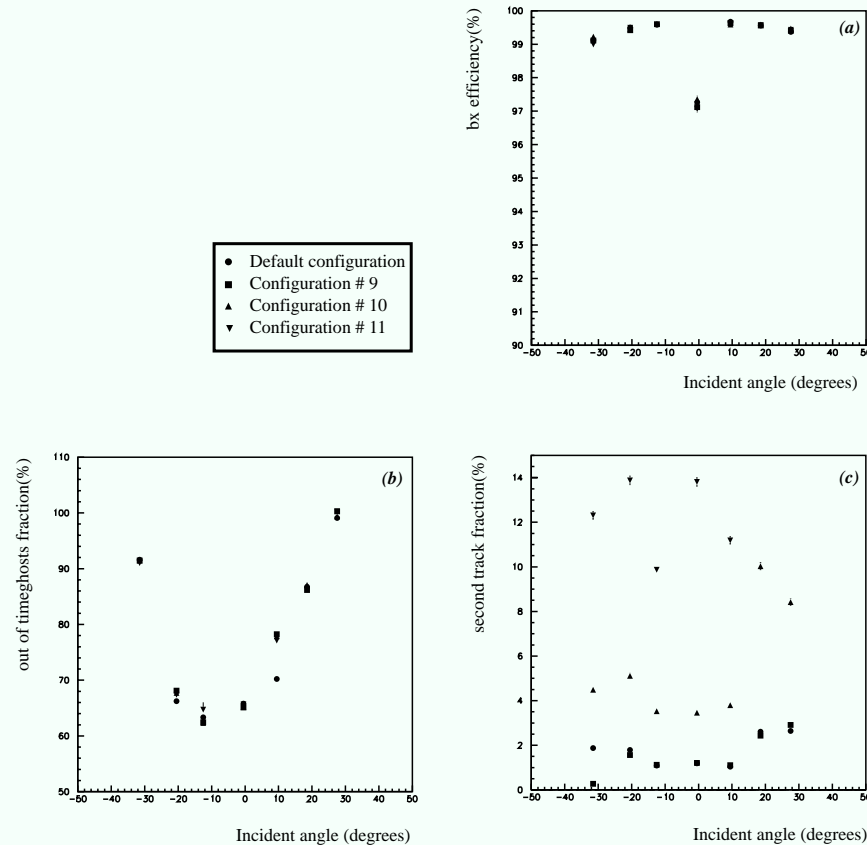 bx efficiency(%)
100
99
98
97
96
95
94
93
92
91
90
(a)
-50 -40 -30 -20 -10 0 10 20 30 40 50
Incident angle (degrees)
Default configuration
Configuration # 9
Configuration # 10
Configuration # 11
out of timeghosts fraction(%)
110
100
90
80
70
60
50
(b)
-50 -40 -30 -20 -10 0 10 20 30 40 50
Incident angle (degrees)
second track fraction(%)
14
12
10
8
6
4
2
0
(c)
-50 -40 -30 -20 -10 0 10 20 30 40 50
Incident angle (degrees)